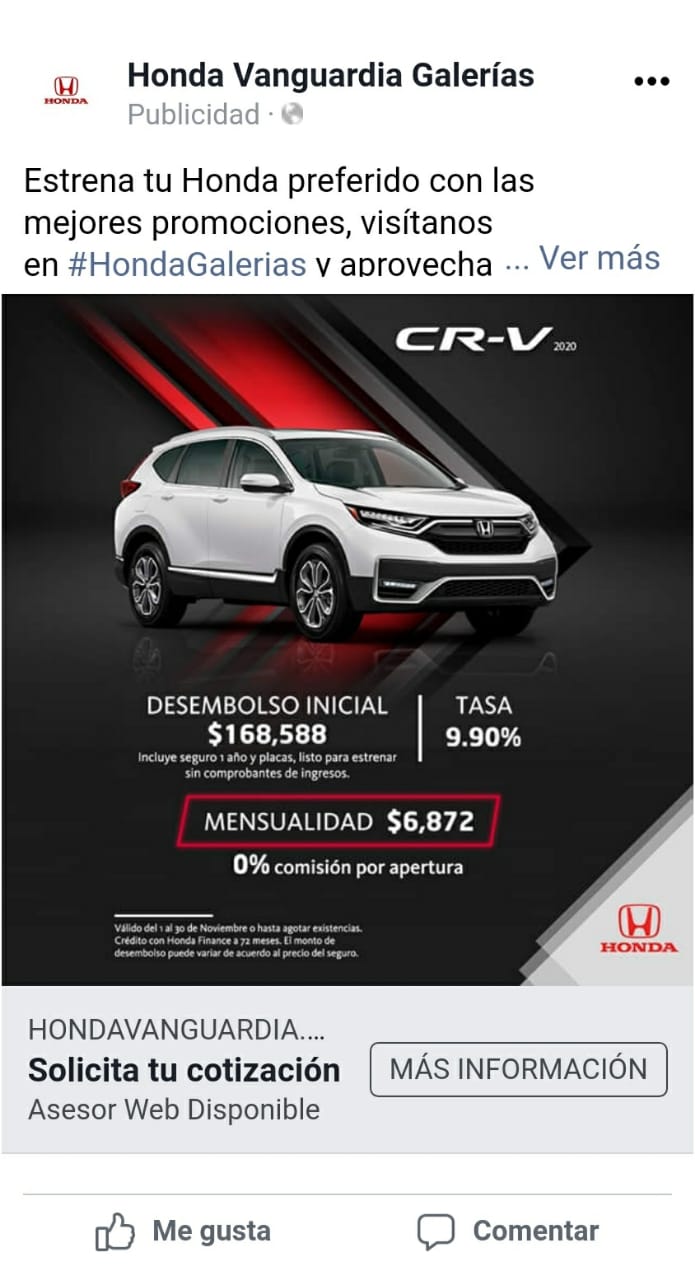 HONDA
Honda Vanguardia Galerías
Publicidad ·
Estrena tu Honda preferido con las
mejores promociones, visítanos
en #HondaGalerias y aprovecha ... Ver más
CR-V 2020
DESEMBOLSO INICIAL
$168,588
Incluye seguro 1 año y placas, listo para estrenar
sin comprobantes de ingresos.
TASA
9.90%
MENSUALIDAD $6,872
0% comisión por apertura
Válido del 1 al 30 de Noviembre o hasta agotar existencias.
Crédito con Honda Finance a 72 meses. El monto de
desembolso puede variar de acuerdo al precio del seguro.
HONDA
HONDAVANGUARDIA....
Solicita tu cotización
Asesor Web Disponible
MÁS INFORMACIÓN
Me gusta
Comentar